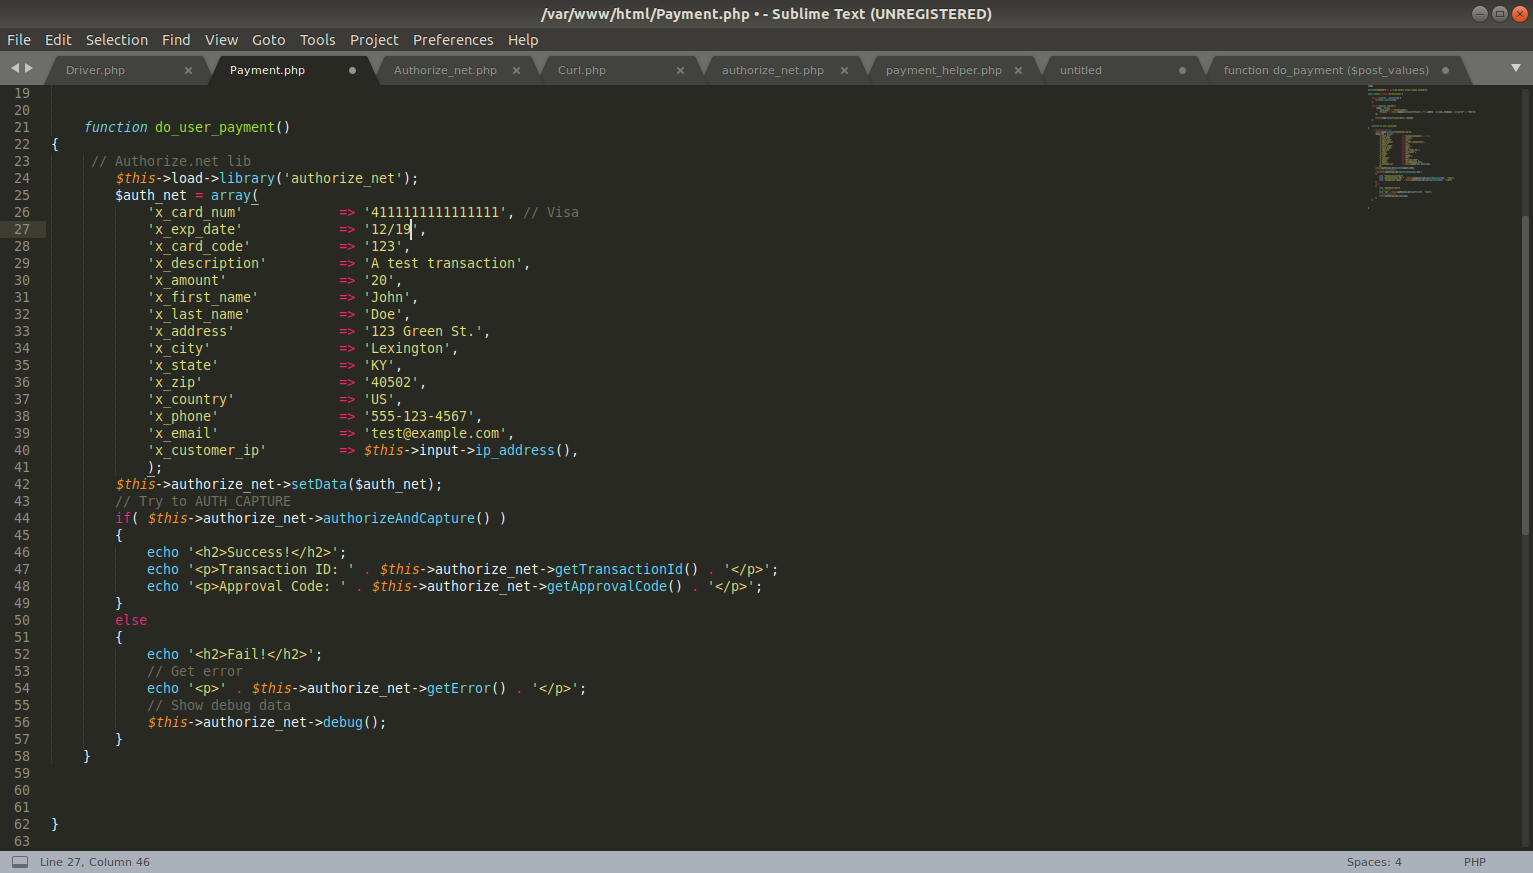 /var/www/html/Payment.php • - Sublime Text (UNREGISTERED)
File Edit Selection Find View Goto Tools Project Preferences Help
Driver.php Payment.php Authorize_net.php Curl.php authorize_net.php payment_helper.php untitled function do_payment ($post_values)
19
20
21 function do_user_payment()
22 {
23 // Authorize.net lib
24 $this->load->library('authorize_net');
25 $auth_net = array(
26 'x_card_num' => '4111111111111111', // Visa
27 'x_exp_date' => '12/19',
28 'x_card_code' => '123',
29 'x_description' => 'A test transaction',
30 'x_amount' => '20',
31 'x_first_name' => 'John',
32 'x_last_name' => 'Doe',
33 'x_address' => '123 Green St.',
34 'x_city' => 'Lexington',
35 'x_state' => 'KY',
36 'x_zip' => '40502',
37 'x_country' => 'US',
38 'x_phone' => '555-123-4567',
39 'x_email' => 'test@example.com',
40 'x_customer_ip' => $this->input->ip_address(),
41 );
42 $this->authorize_net->setData($auth_net);
43 // Try to AUTH_CAPTURE
44 if( $this->authorize_net->authorizeAndCapture() )
45 {
46 echo '<h2>Success!</h2>';
47 echo '<p>Transaction ID: ' . $this->authorize_net->getTransactionId() . '</p>';
48 echo '<p>Approval Code: ' . $this->authorize_net->getApprovalCode() . '</p>';
49 }
50 else
51 {
52 echo '<h2>Fail!</h2>';
53 // Get error
54 echo '<p>' . $this->authorize_net->getError() . '</p>';
55 // Show debug data
56 $this->authorize_net->debug();
57 }
58 }
59
60
61
62 }
63
Line 27, Column 46 Spaces: 4 PHP